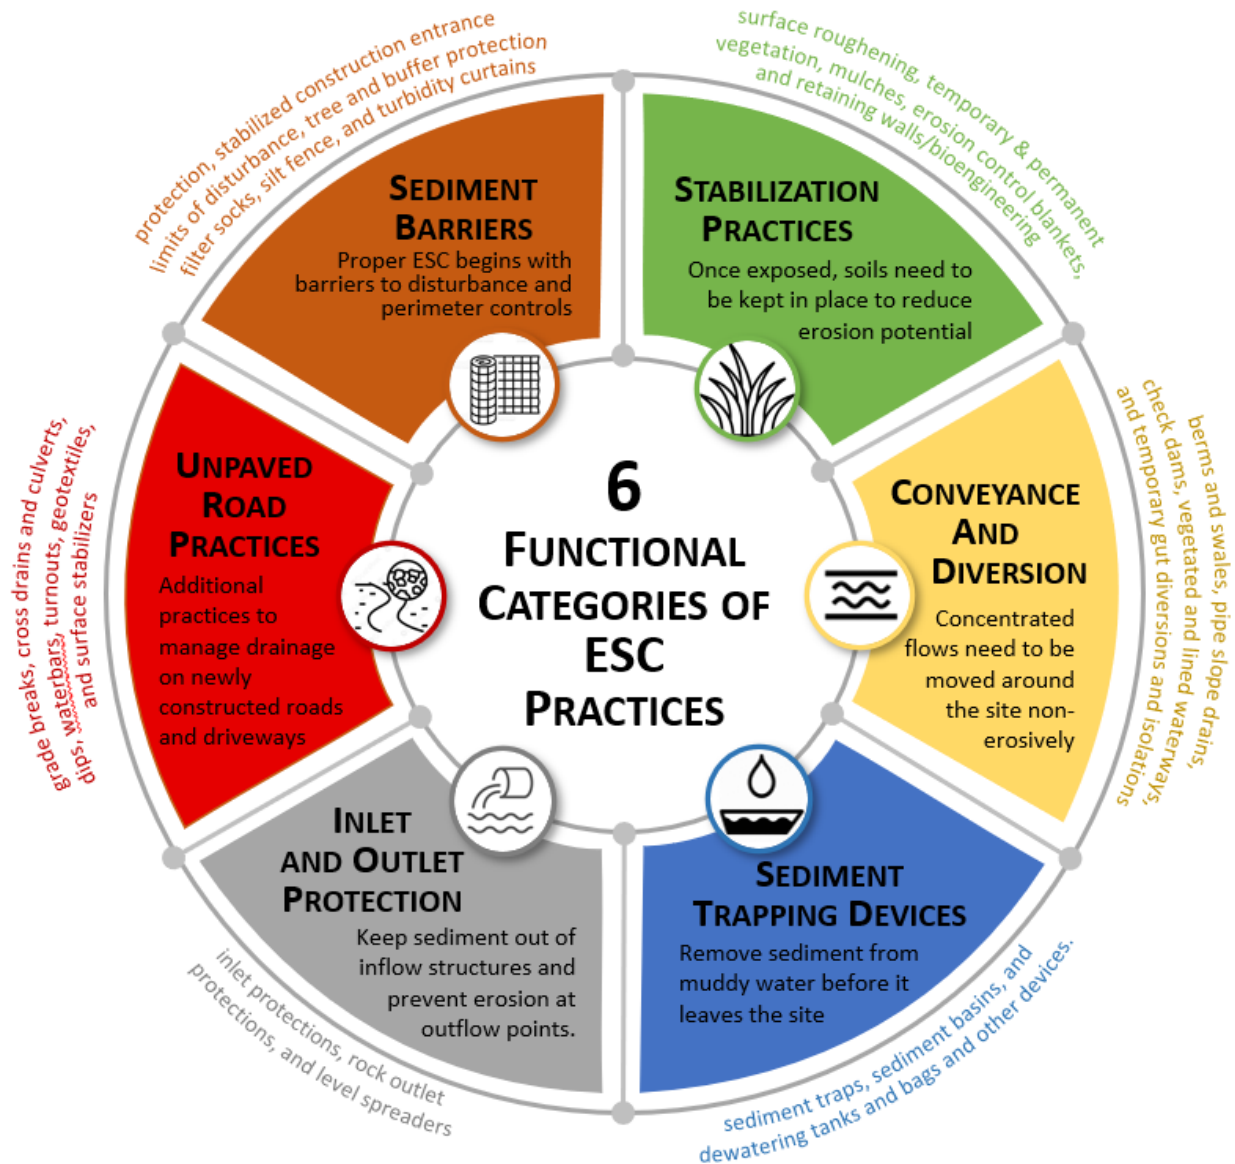 6
FUNCTIONAL
CATEGORIES OF
ESC
PRACTICES
protection, stabilized construction entrance
limits of disturbance, tree and buffer protection
filter socks, silt fence, and turbidity curtains
SEDIMENT
BARRIERS
Proper ESC begins with
barriers to disturbance and
perimeter controls
surface roughening, temporary & permanent
vegetation, mulches, erosion control blankets,
and retaining walls/bioengineering
STABILIZATION
PRACTICES
Once exposed, soils need to
be kept in place to reduce
erosion potential
berms and swales, pipe slope drains,
check dams, vegetated and lined waterways,
and temporary gut diversions and isolations
CONVEYANCE
AND
DIVERSION
Concentrated
flows need to be
moved around
the site non-
erosively
SEDIMENT
TRAPPING DEVICES
Remove sediment from
muddy water before it
leaves the site
sediment traps, sediment basins, and
dewatering tanks and bags and other devices.
INLET
AND OUTLET
PROTECTION
Keep sediment out of
inflow structures and
prevent erosion at
outflow points.
inlet protections, rock outlet
protections, and level spreaders
UNPAVED
ROAD
PRACTICES
Additional
practices to
manage drainage
on newly
constructed roads
and driveways
grade breaks, cross drains and culverts,
dips, waterbars, turnouts, geotextiles,
and surface stabilizers